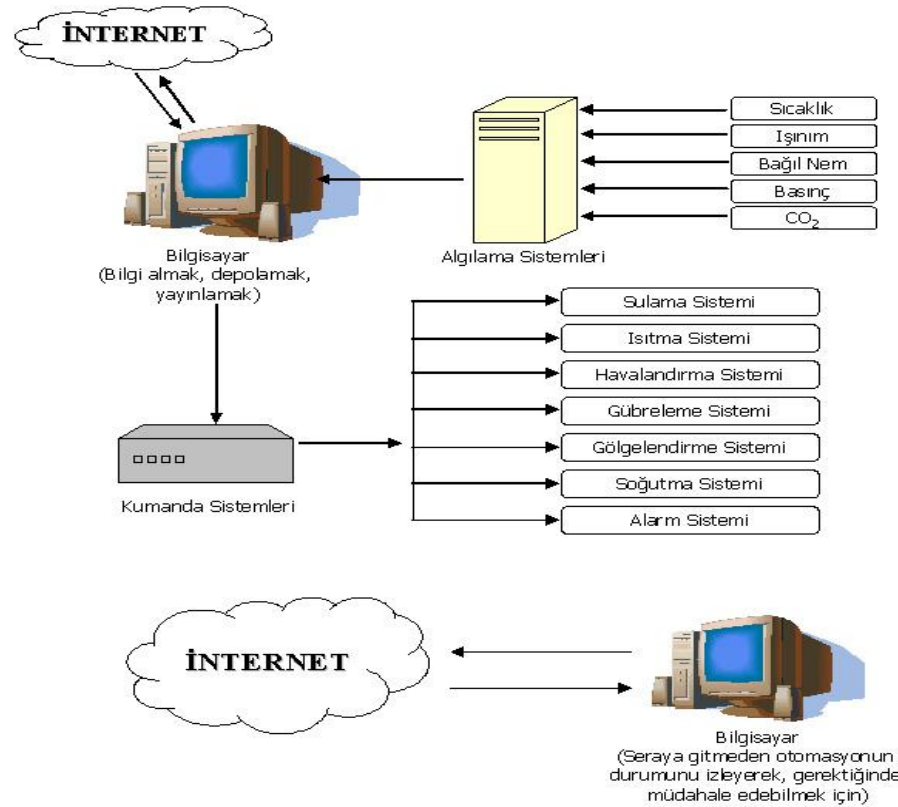 İNTERNET
Sıcaklık
Işınım
Bağıl Nem
Basınç
CO2
Bilgisayar
(Bilgi almak, depolamak,
yayınlamak)
Algılama Sistemleri
Sulama Sistemi
Isıtma Sistemi
Havalandırma Sistemi
Gübreleme Sistemi
Gölgelendirme Sistemi
Soğutma Sistemi
Alarm Sistemi
Kumanda Sistemleri
İNTERNET
Bilgisayar
(Seraya gitmeden otomasyonun
durumunu izleyerek, gerektiğinde
müdahale edebilmek için)